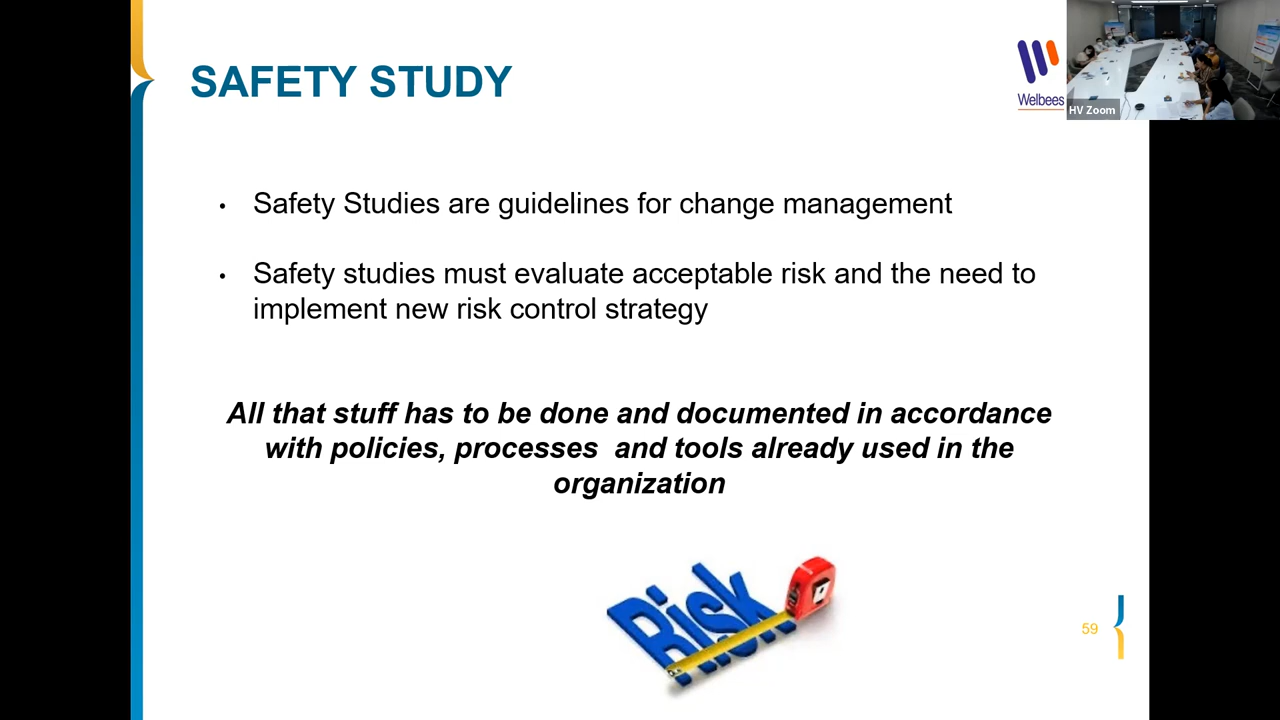 SAFETY STUDY
Welbees
HV Zoom
• Safety Studies are guidelines for change management
• Safety studies must evaluate acceptable risk and the need to
implement new risk control strategy
All that stuff has to be done and documented in accordance
with policies, processes and tools already used in the
organization
Risk
59